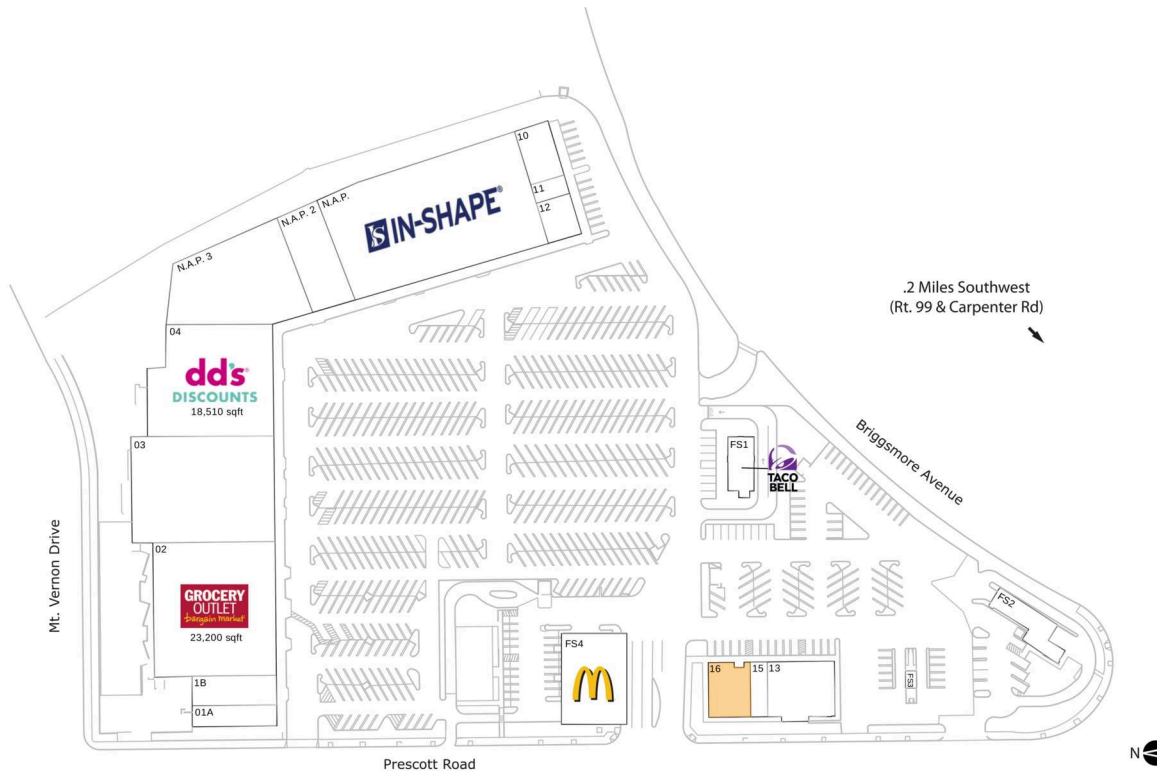 10
11
12
N.A.P.
N.A.P. 2
N.A.P. 3
IN-SHAPE®
.2 Miles Southwest
(Rt. 99 & Carpenter Rd)
04
dd's
DISCOUNTS
18,510 sqft
03
FS1
TACO
BELL
Briggsmore Avenue
Mt. Vernon Drive
02
GROCERY
OUTLET
bargain market
23,200 sqft
FS2
1B
01A
FS4
16
15
13
FS3
Prescott Road
N